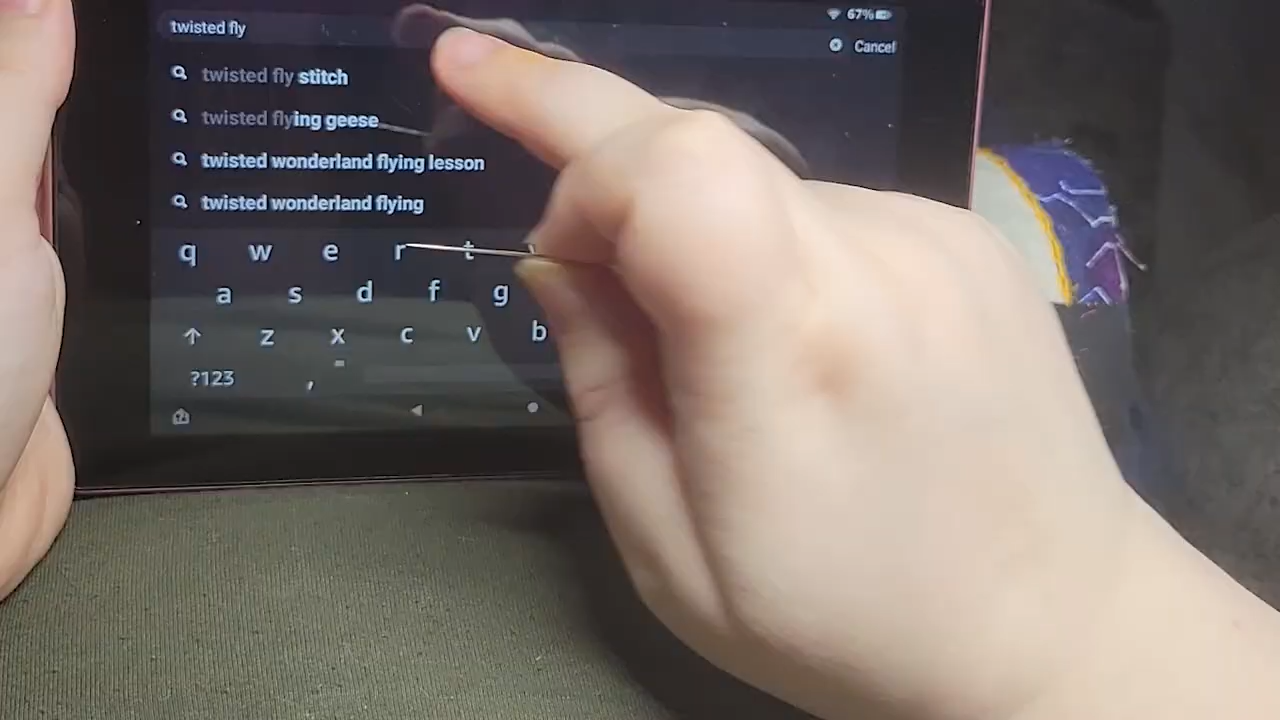 67%
twisted fly
Cancel
twisted fly stitch
twisted flying geese
twisted wonderland flying lesson
twisted wonderland flying
q w e r t
a s d f g
z x c v b
?123 ,